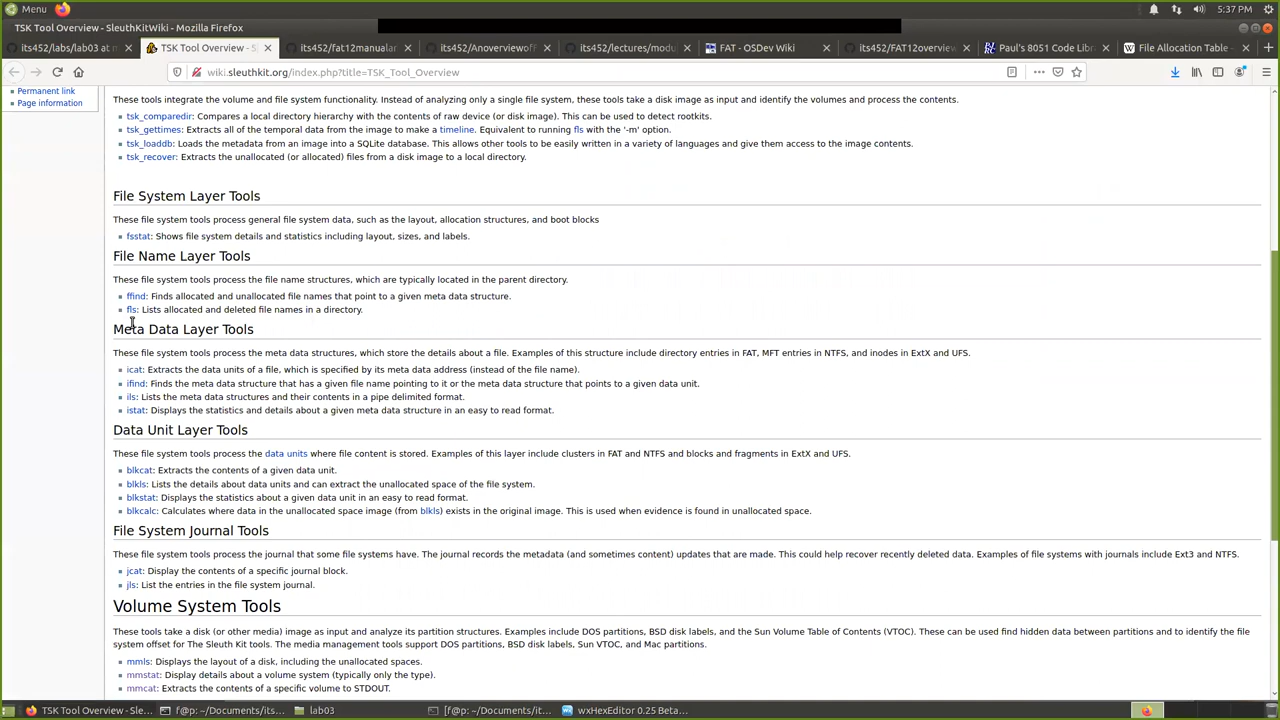 Menu
5:37 PM
TSK Tool Overview - SleuthKitWiki - Mozilla Firefox
its452/labs/lab03 at m
TSK Tool Overview - S
its452/fat12manualar
its452/Anoverviewoff
its452/lectures/modu
FAT - OSDev Wiki
its452/FAT12overview
Paul's 8051 Code Libr
File Allocation Table -
wiki.sleuthkit.org/index.php?title=TSK_Tool_Overview
Permanent link
Page information
These tools integrate the volume and file system functionality. Instead of analyzing only a single file system, these tools take a disk image as input and identify the volumes and process the contents.
tsk_comparedir: Compares a local directory hierarchy with the contents of raw device (or disk image). This can be used to detect rootkits.
tsk_gettimes: Extracts all of the temporal data from the image to make a timeline. Equivalent to running fls with the '-m' option.
tsk_loaddb: Loads the metadata from an image into a SQLite database. This allows other tools to be easily written in a variety of languages and give them access to the image contents.
tsk_recover: Extracts the unallocated (or allocated) files from a disk image to a local directory.
File System Layer Tools
These file system tools process general file system data, such as the layout, allocation structures, and boot blocks
fsstat: Shows file system details and statistics including layout, sizes, and labels.
File Name Layer Tools
These file system tools process the file name structures, which are typically located in the parent directory.
ffind: Finds allocated and unallocated file names that point to a given meta data structure.
fls: Lists allocated and deleted file names in a directory.
Meta Data Layer Tools
These file system tools process the meta data structures, which store the details about a file. Examples of this structure include directory entries in FAT, MFT entries in NTFS, and inodes in ExtX and UFS.
icat: Extracts the data units of a file, which is specified by its meta data address (instead of the file name).
ifind: Finds the meta data structure that has a given file name pointing to it or the meta data structure that points to a given data unit.
ils: Lists the meta data structures and their contents in a pipe delimited format.
istat: Displays the statistics and details about a given meta data structure in an easy to read format.
Data Unit Layer Tools
These file system tools process the data units where file content is stored. Examples of this layer include clusters in FAT and NTFS and blocks and fragments in ExtX and UFS.
blkcat: Extracts the contents of a given data unit.
blkls: Lists the details about data units and can extract the unallocated space of the file system.
blkstat: Displays the statistics about a given data unit in an easy to read format.
blkcalc: Calculates where data in the unallocated space image (from blkls) exists in the original image. This is used when evidence is found in unallocated space.
File System Journal Tools
These file system tools process the journal that some file systems have. The journal records the metadata (and sometimes content) updates that are made. This could help recover recently deleted data. Examples of file systems with journals include Ext3 and NTFS.
jcat: Display the contents of a specific journal block.
jls: List the entries in the file system journal.
Volume System Tools
These tools take a disk (or other media) image as input and analyze its partition structures. Examples include DOS partitions, BSD disk labels, and the Sun Volume Table of Contents (VTOC). These can be used find hidden data between partitions and to identify the file
system offset for The Sleuth Kit tools. The media management tools support DOS partitions, BSD disk labels, Sun VTOC, and Mac partitions.
mmls: Displays the layout of a disk, including the unallocated spaces.
mmstat: Display details about a volume system (typically only the type).
mmcat: Extracts the contents of a specific volume to STDOUT.
TSK Tool Overview - Sle...
f@p: ~/Documents/its...
lab03
[f@p: ~/Documents/it...
wxHexEditor 0.25 Beta...